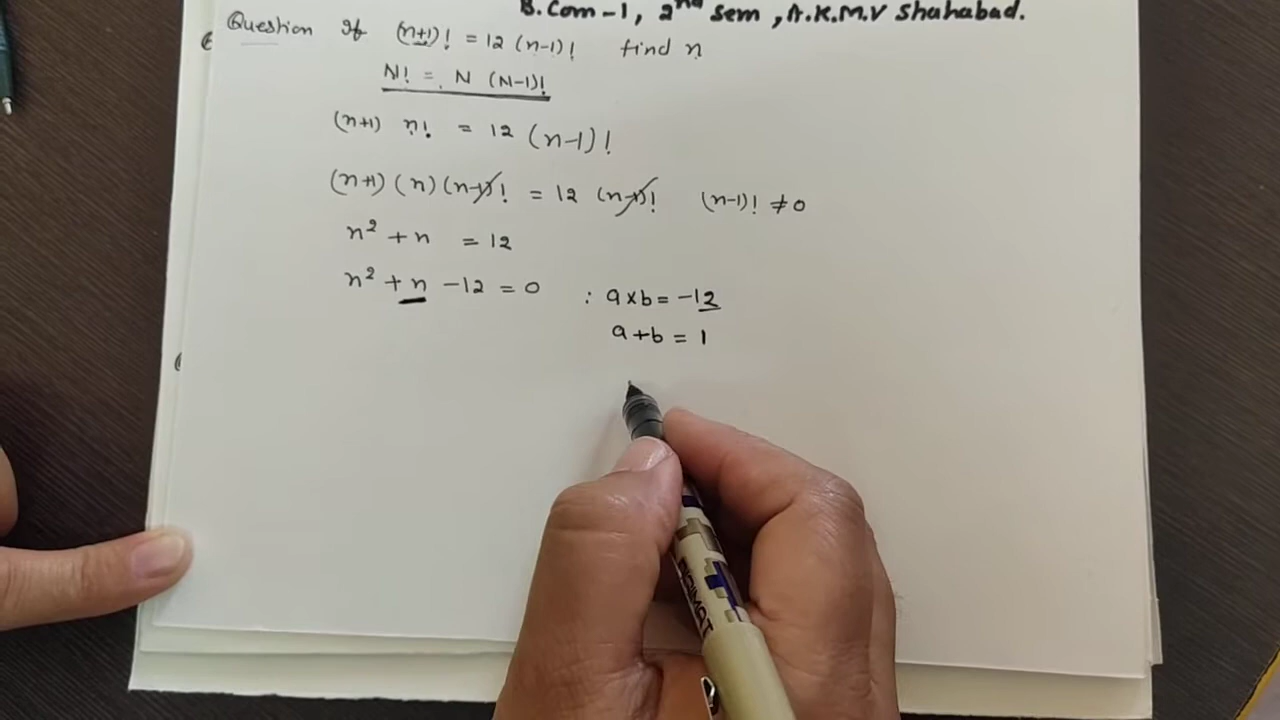 B.Com-1, 2nd sem, A.K.M.V Shahabad.
Question If (n+1)! = 12 (n-1)! find n
N! = N (N-1)!
(n+1) n! = 12 (n-1)!
(n+1) (n) (n-1)! = 12 (n-1)! (n-1)! ≠ 0
n² + n = 12
n² + n - 12 = 0 : a×b = -12
a+b = 1